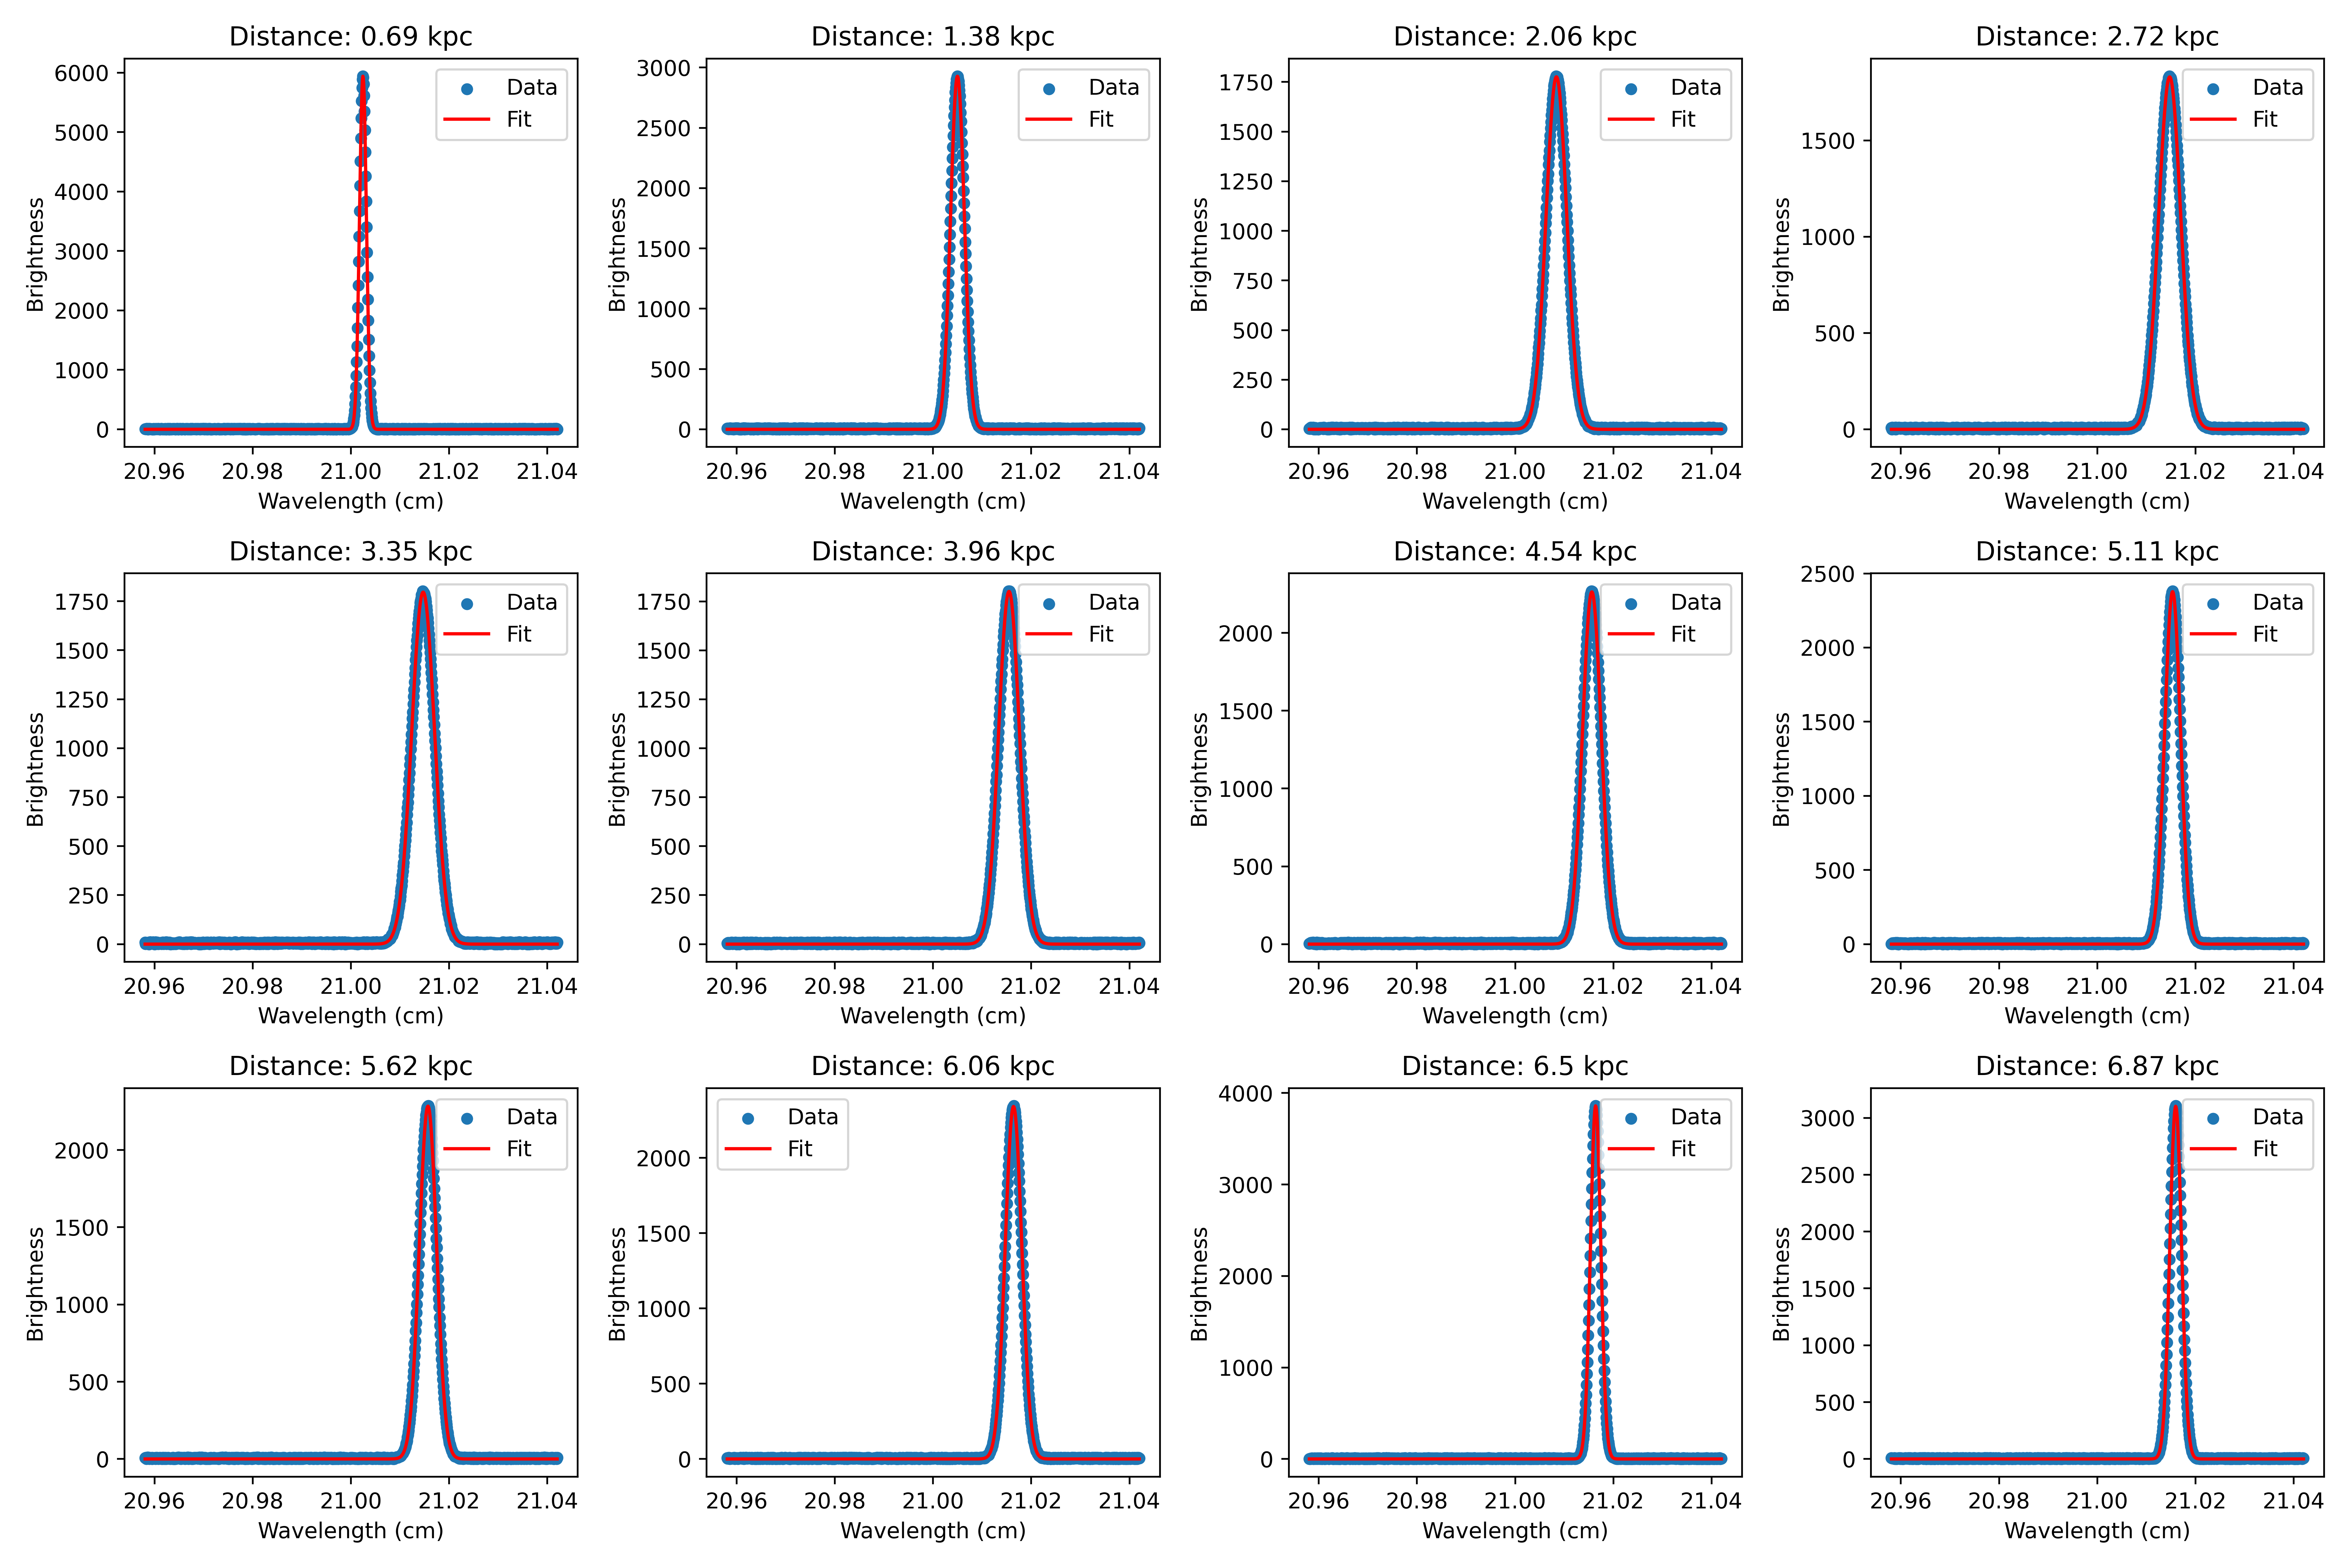 Distance: 0.69 kpc
Brightness
6000
5000
4000
3000
2000
1000
0
Data
Fit
20.96 20.98 21.00 21.02 21.04
Wavelength (cm)
Distance: 1.38 kpc
Brightness
3000
2500
2000
1500
1000
500
0
Data
Fit
20.96 20.98 21.00 21.02 21.04
Wavelength (cm)
Distance: 2.06 kpc
Brightness
1750
1500
1250
1000
750
500
250
0
Data
Fit
20.96 20.98 21.00 21.02 21.04
Wavelength (cm)
Distance: 2.72 kpc
Brightness
1500
1000
500
0
Data
Fit
20.96 20.98 21.00 21.02 21.04
Wavelength (cm)
Distance: 3.35 kpc
Brightness
1750
1500
1250
1000
750
500
250
0
Data
Fit
20.96 20.98 21.00 21.02 21.04
Wavelength (cm)
Distance: 3.96 kpc
Brightness
1750
1500
1250
1000
750
500
250
0
Data
Fit
20.96 20.98 21.00 21.02 21.04
Wavelength (cm)
Distance: 4.54 kpc
Brightness
2000
1500
1000
500
0
Data
Fit
20.96 20.98 21.00 21.02 21.04
Wavelength (cm)
Distance: 5.11 kpc
Brightness
2500
2000
1500
1000
500
0
Data
Fit
20.96 20.98 21.00 21.02 21.04
Wavelength (cm)
Distance: 5.62 kpc
Brightness
2000
1500
1000
500
0
Data
Fit
20.96 20.98 21.00 21.02 21.04
Wavelength (cm)
Distance: 6.06 kpc
Brightness
2000
1500
1000
500
0
Data
Fit
20.96 20.98 21.00 21.02 21.04
Wavelength (cm)
Distance: 6.5 kpc
Brightness
4000
3000
2000
1000
0
Data
Fit
20.96 20.98 21.00 21.02 21.04
Wavelength (cm)
Distance: 6.87 kpc
Brightness
3000
2500
2000
1500
1000
500
0
Data
Fit
20.96 20.98 21.00 21.02 21.04
Wavelength (cm)